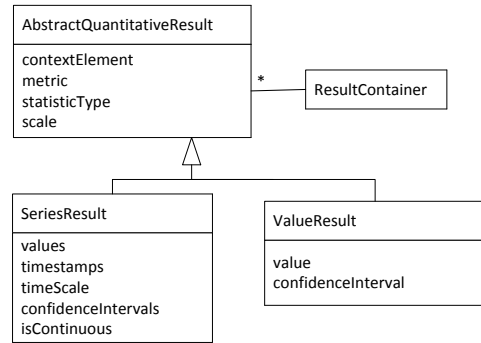 AbstractQuantitativeResult
contextElement
metric
statisticType
scale
*
ResultContainer
SeriesResult
values
timestamps
timeScale
confidenceIntervals
isContinuous
ValueResult
value
confidenceInterval